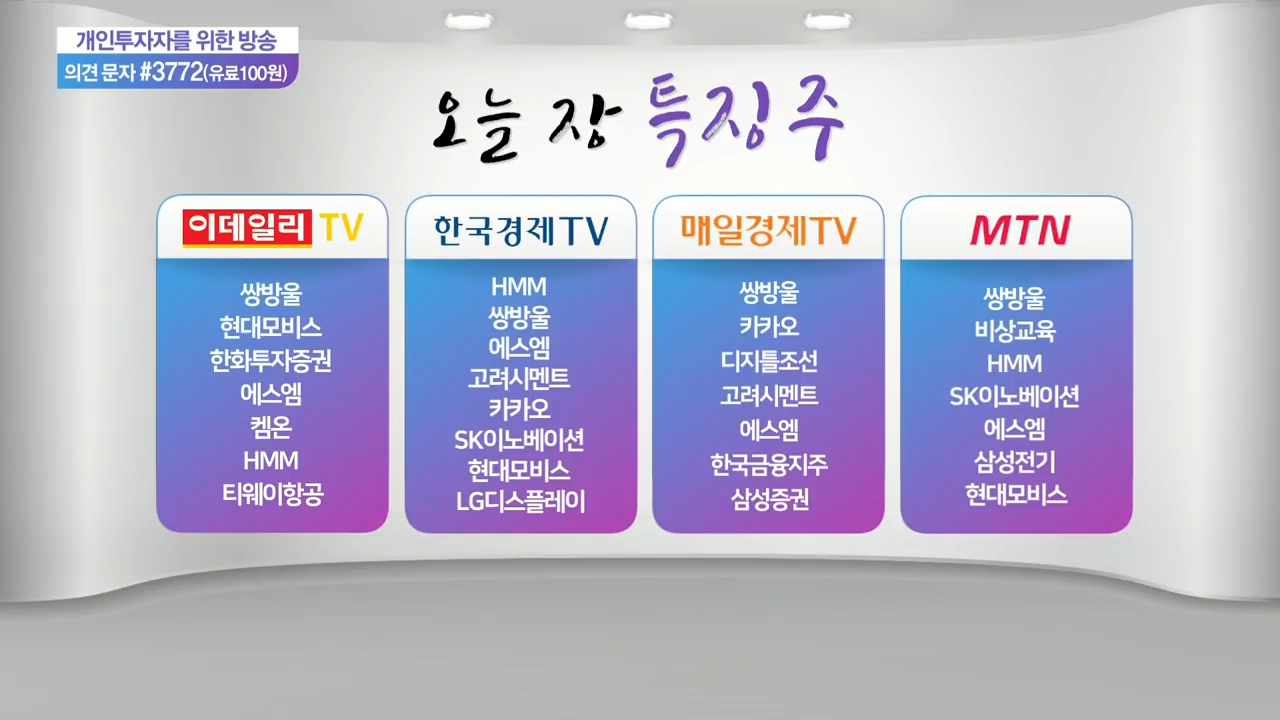 개인투자자를 위한 방송
의견 문자 #3772(유료100원)
오늘 장 특징주
이데일리 TV
쌍방울
현대모비스
한화투자증권
에스엠
켐온
HMM
티웨이항공
한국경제TV
HMM
쌍방울
에스엠
고려시멘트
카카오
SK이노베이션
현대모비스
LG디스플레이
매일경제TV
쌍방울
카카오
디지틀조선
고려시멘트
에스엠
한국금융지주
삼성증권
MTN
쌍방울
비상교육
HMM
SK이노베이션
에스엠
삼성전기
현대모비스